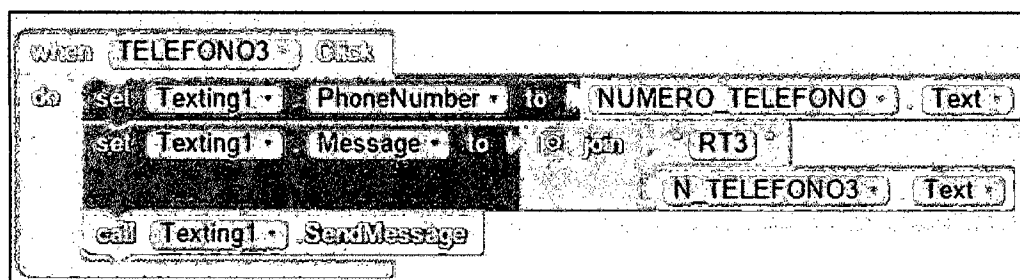 when TELEFONO3 .Click
do set Texting1 . PhoneNumber to NUMERO_TELEFONO . Text
set Texting1 . Message to join " RT3 "
N_TELEFONO3 . Text
call Texting1 .SendMessage